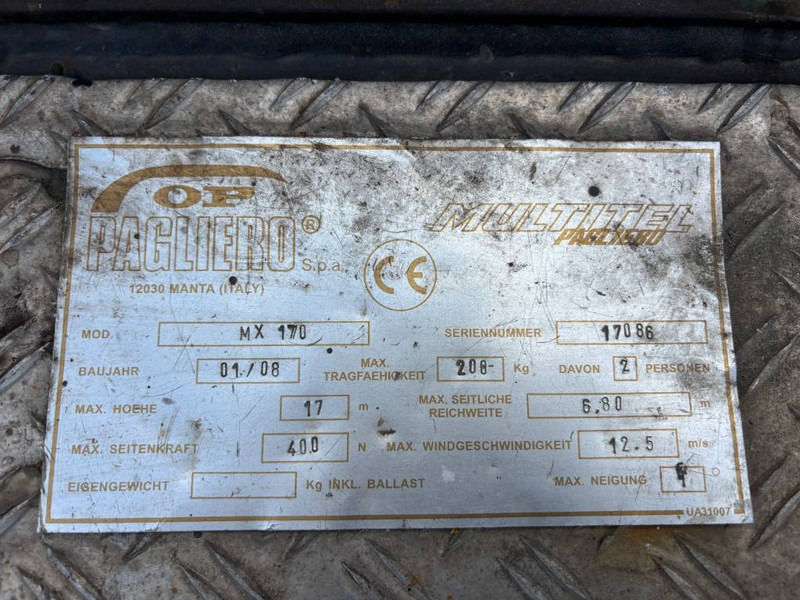 OP
PAGLIERO® S.p.a.
MULTITEL
PAGLIERO
12030 MANTA (ITALY)
CE
MOD. MX 170 SERIENNUMMER 17086
BAUJAHR 01/08 MAX. TRAGFAEHIGKEIT 200 Kg DAVON 2 PERSONEN
MAX. HOEHE 17 m MAX. SEITLICHE REICHWEITE 6,80 m
MAX. SEITENKRAFT 400 N MAX. WINDGESCHWINDIGKEIT 12.5 m/s
EIGENGEWICHT Kg INKL. BALLAST MAX. NEIGUNG °
UA31007